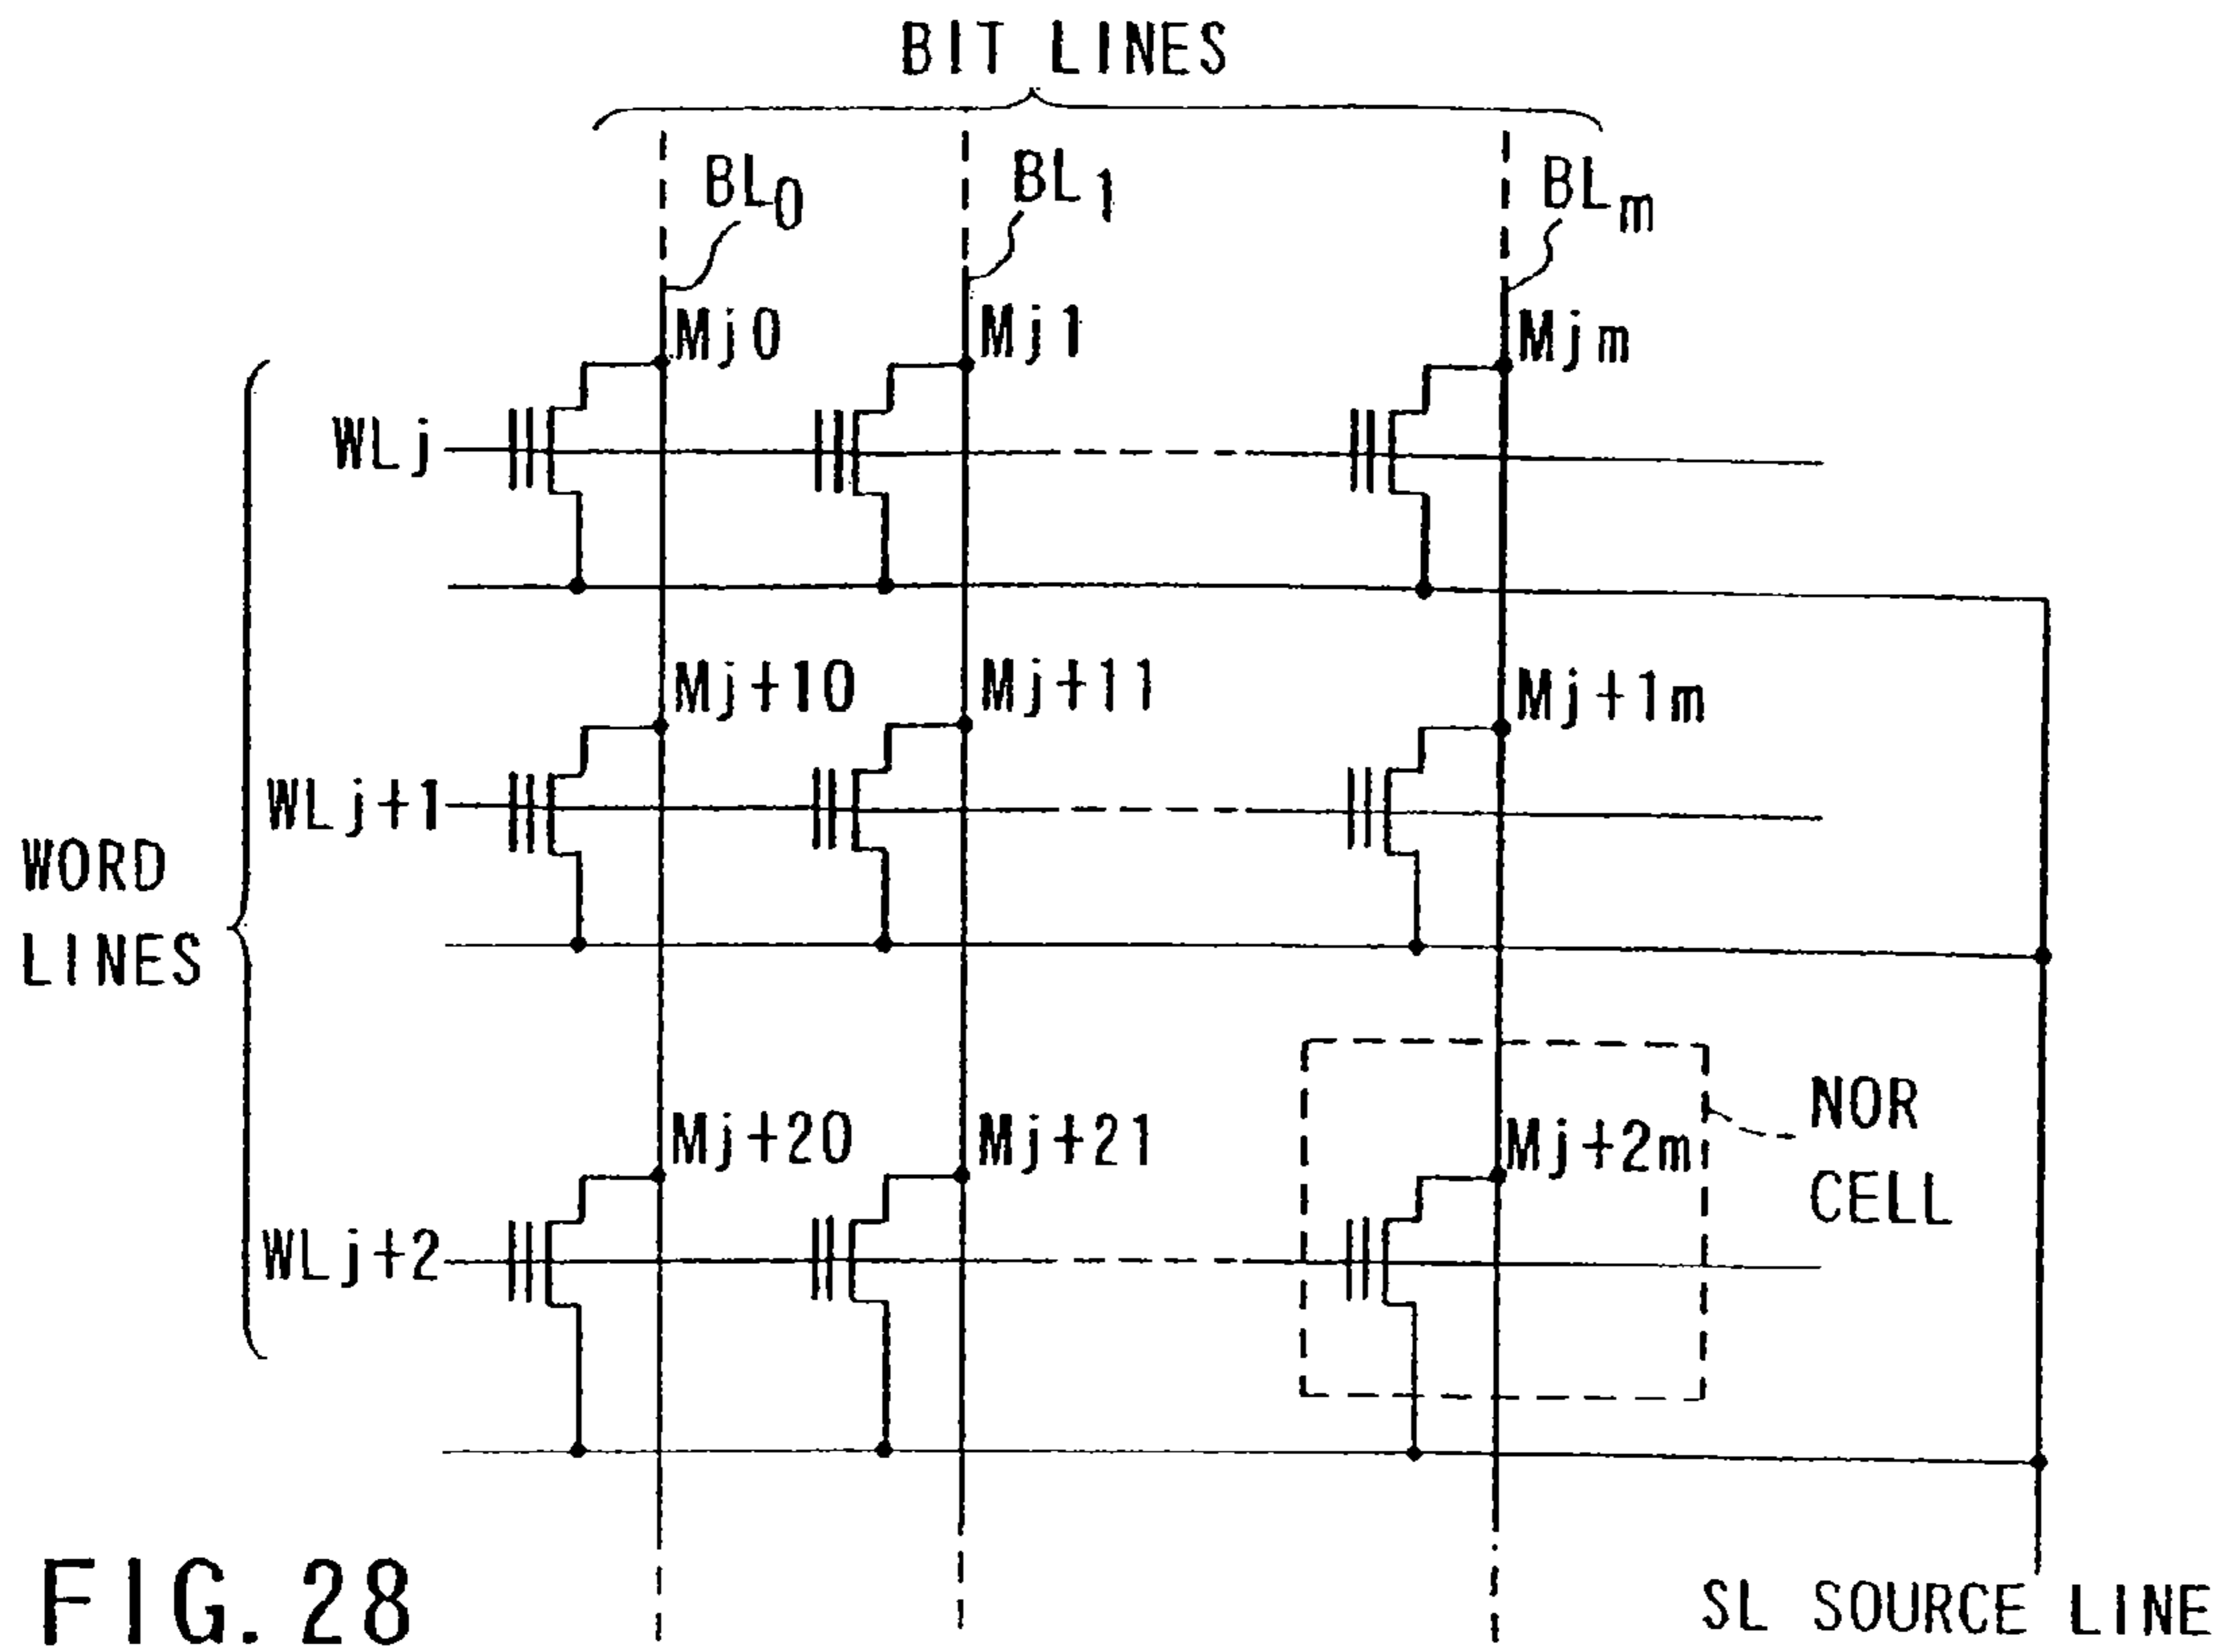 BIT LINES
BL0 BL1 BLm
Mj0 Mj1 Mjm
WLj
Mj+10 Mj+11 Mj+1m
WLj+1
WORD
LINES
Mj+20 Mj+21 Mj+2m
NOR
CELL
WLj+2
FIG. 28
SL SOURCE LINE